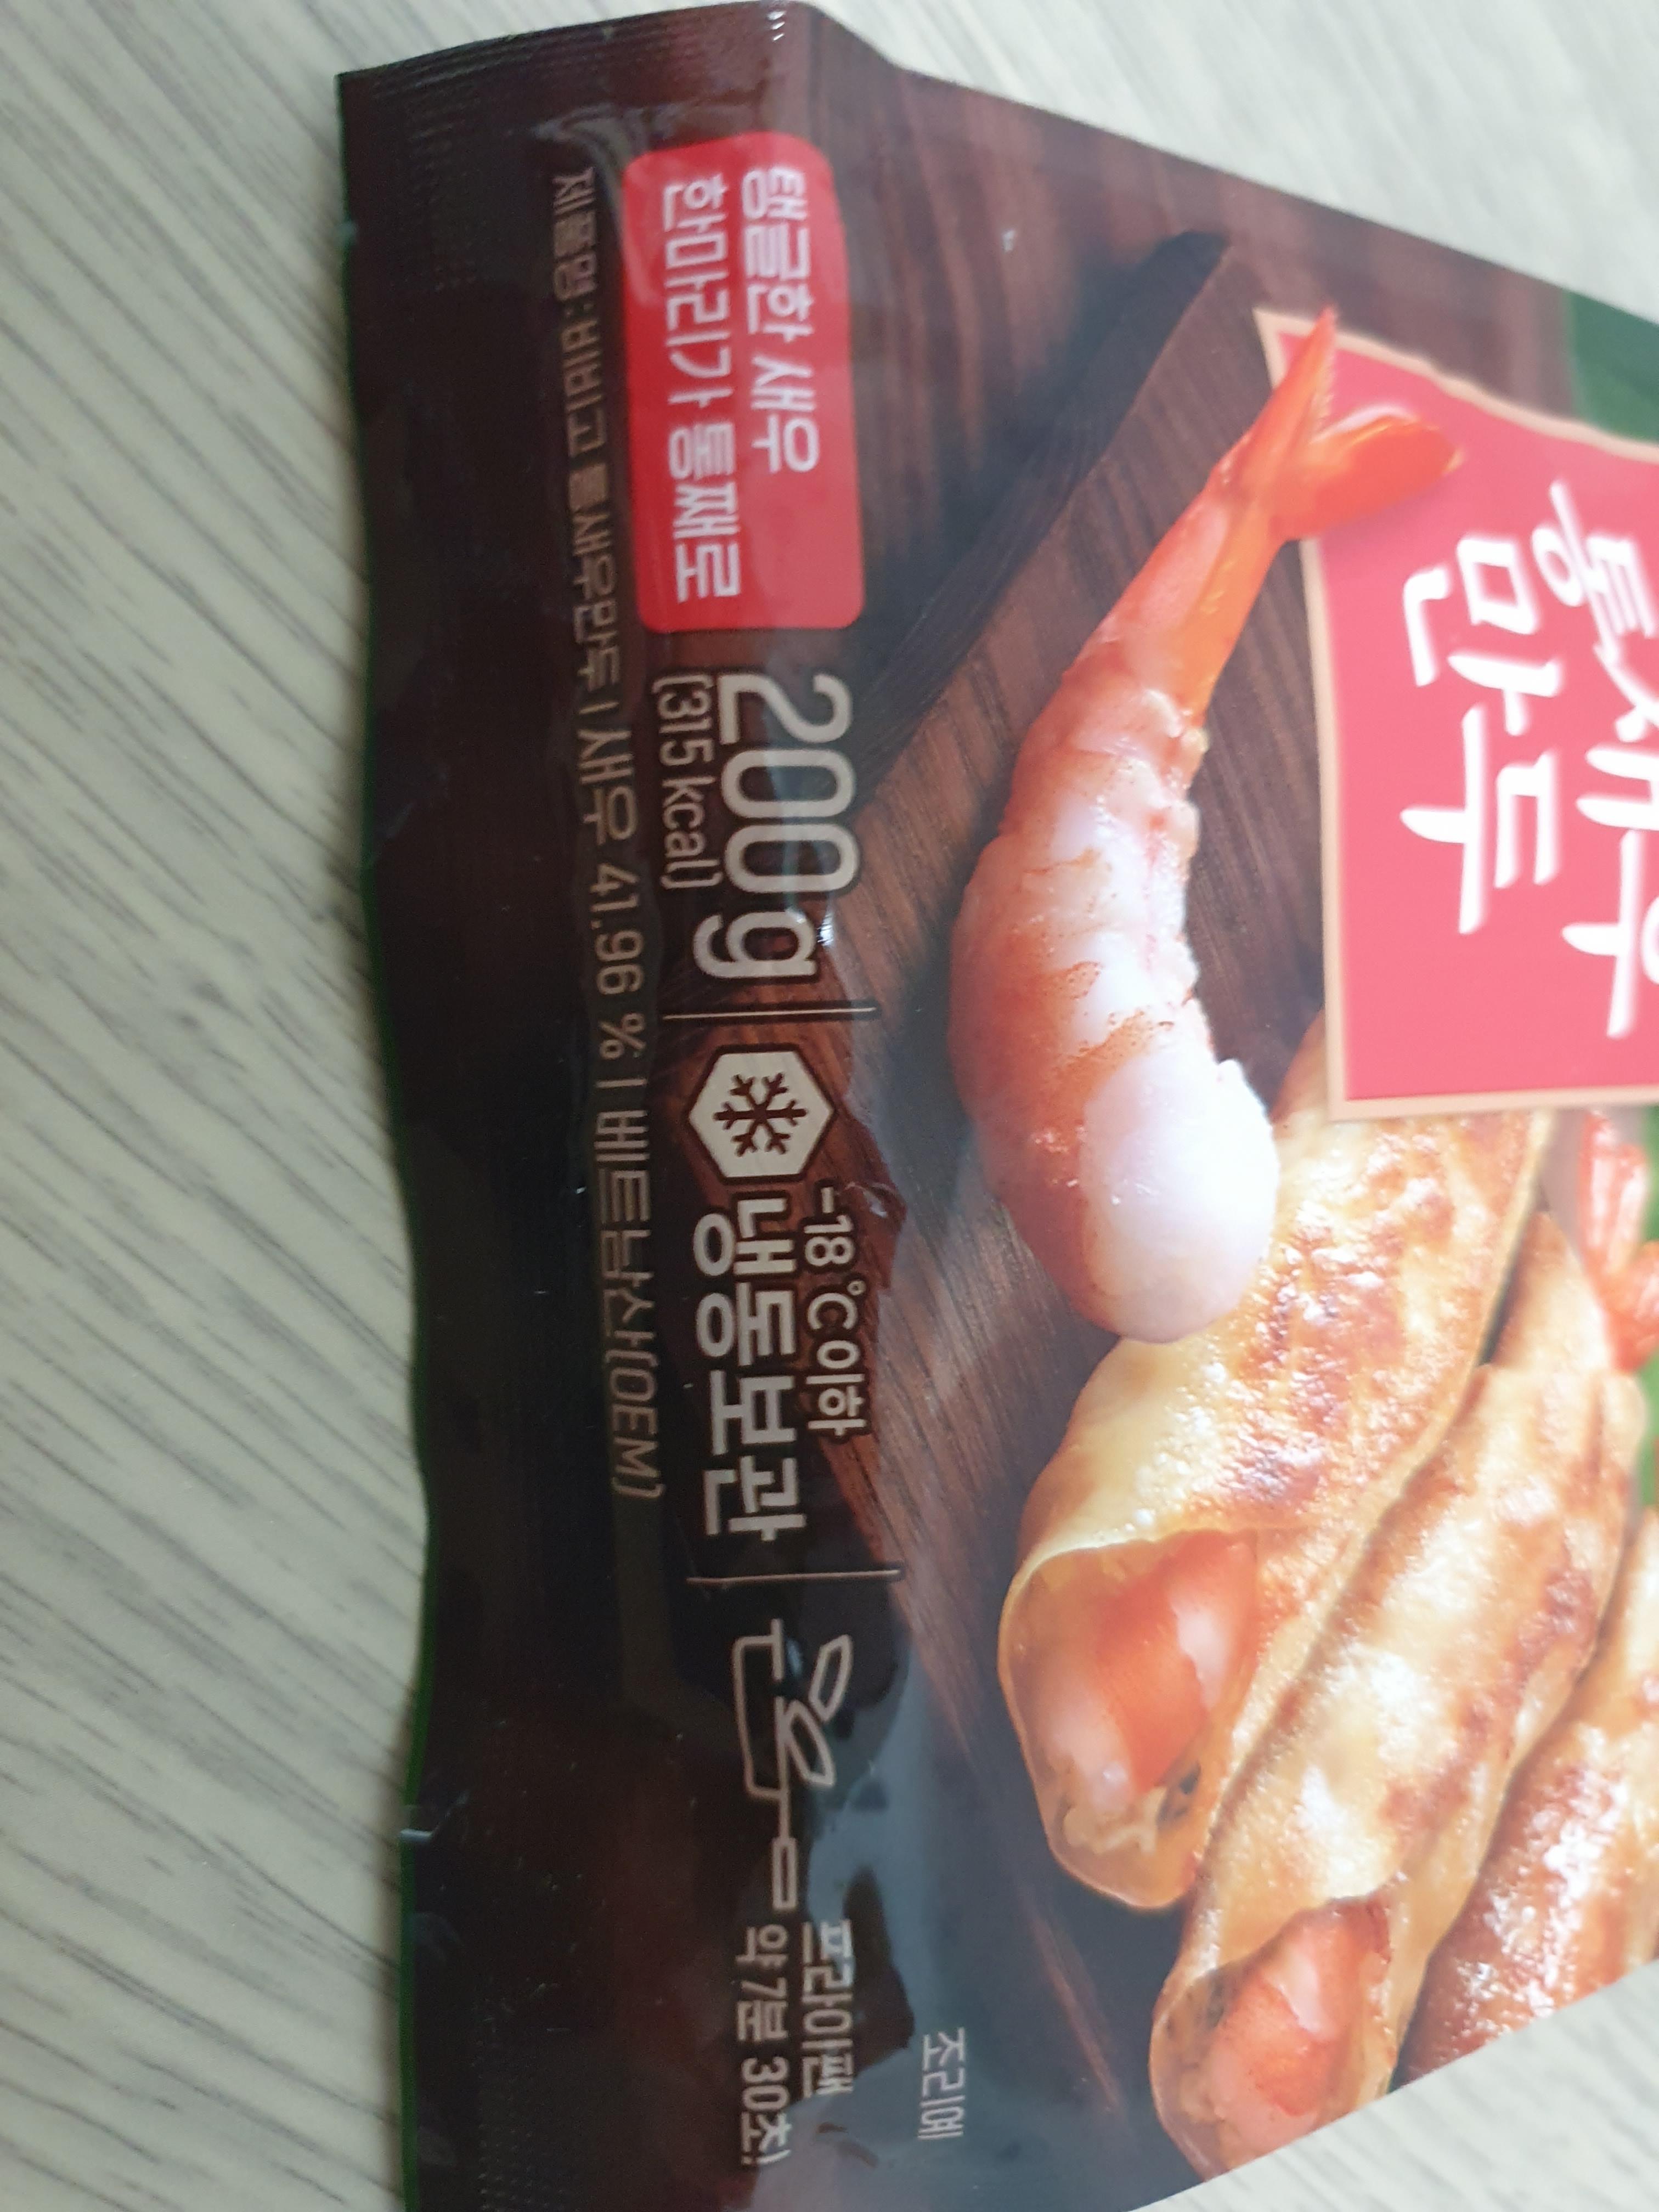 통새우
만두
탱글한 새우
한마리가 통째로
200g
(315 kcal)
-18℃이하
냉동보관
프라이팬
약 7분 30초
조리예
제품명 : 비비고 통새우만두 | 새우 41.96 % | 베트남산(OEM)